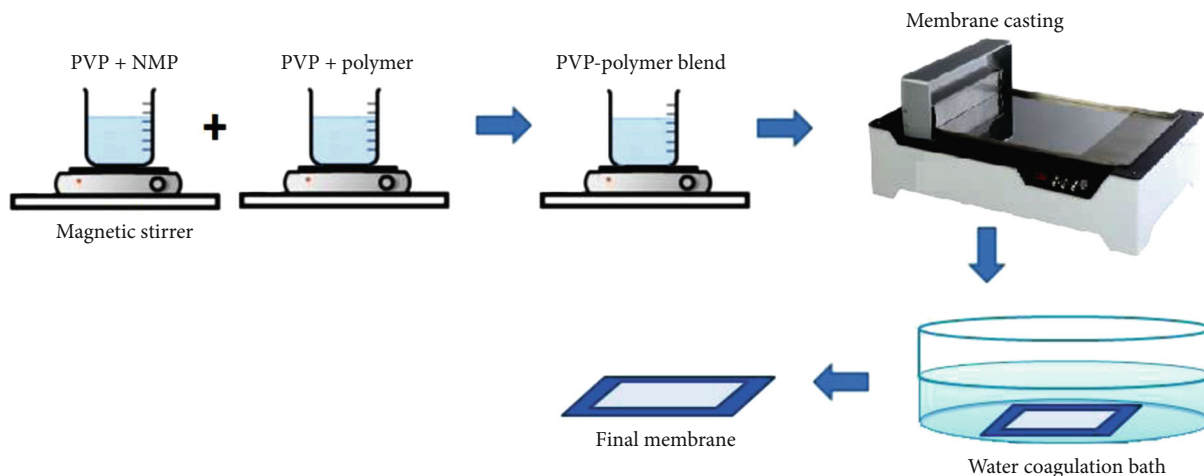 Membrane casting
PVP + NMP
PVP + polymer
PVP-polymer blend
+
Magnetic stirrer
Final membrane
Water coagulation bath